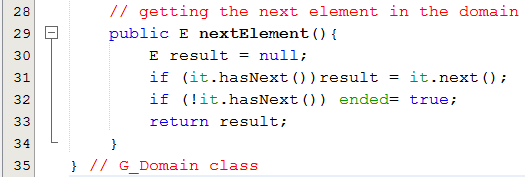 28 // getting the next element in the domain
29 public E nextElement(){
30 E result = null;
31 if (it.hasNext())result = it.next();
32 if (!it.hasNext()) ended= true;
33 return result;
34 }
35 } // G_Domain class